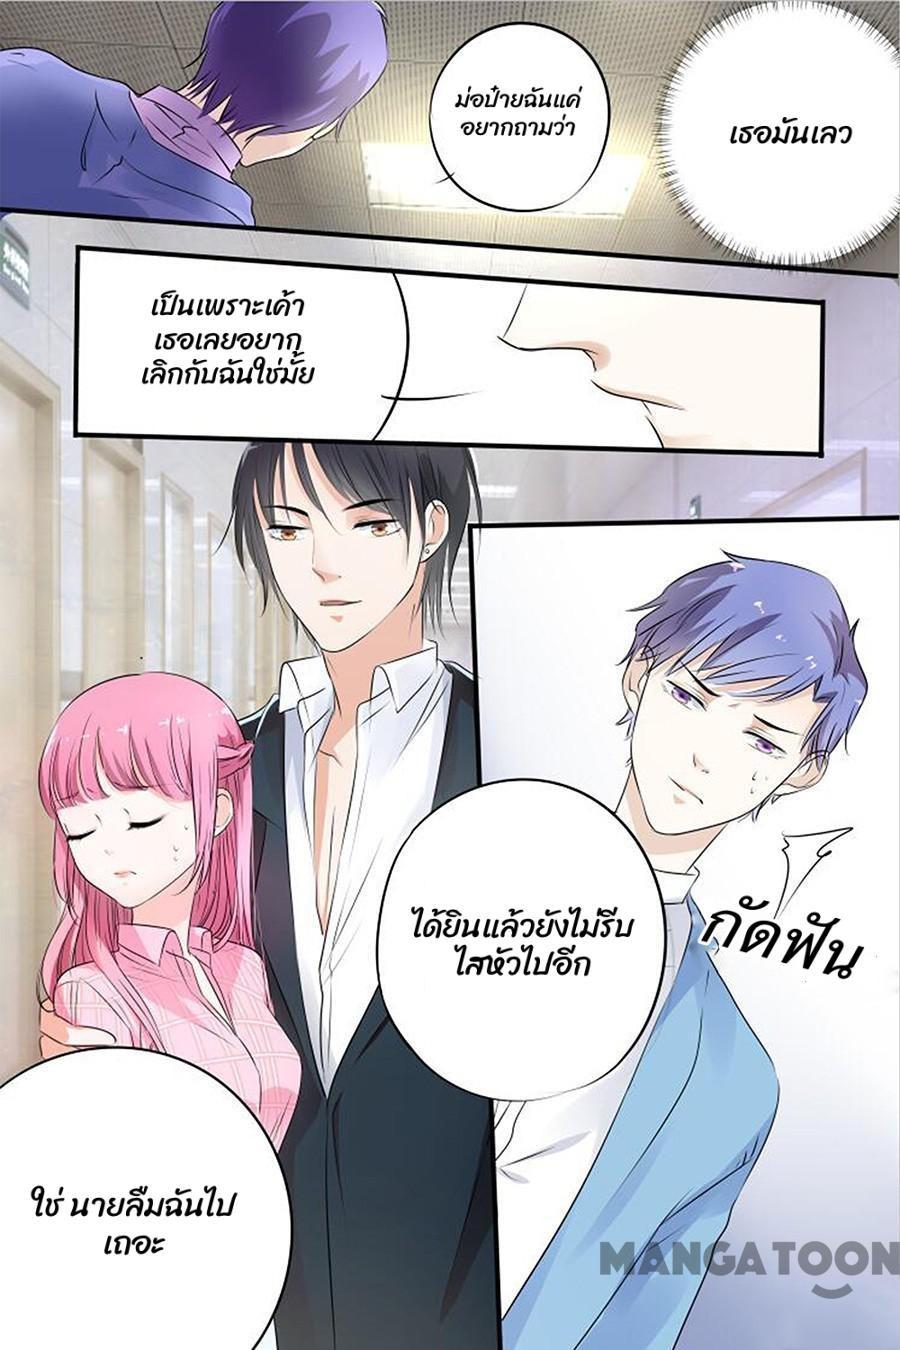 ม่อป๋ายฉันแค่
อยากถามว่า
เธอมันเลว
เป็นเพราะเค้า
เธอเลยอยาก
เลิกกับฉันใช่มั้ย
ได้ยินแล้วยังไม่รีบ
ไสหัวไปอีก
กัดฟัน
ใช่ นายลืมฉันไป
เถอะ
MANGATOON